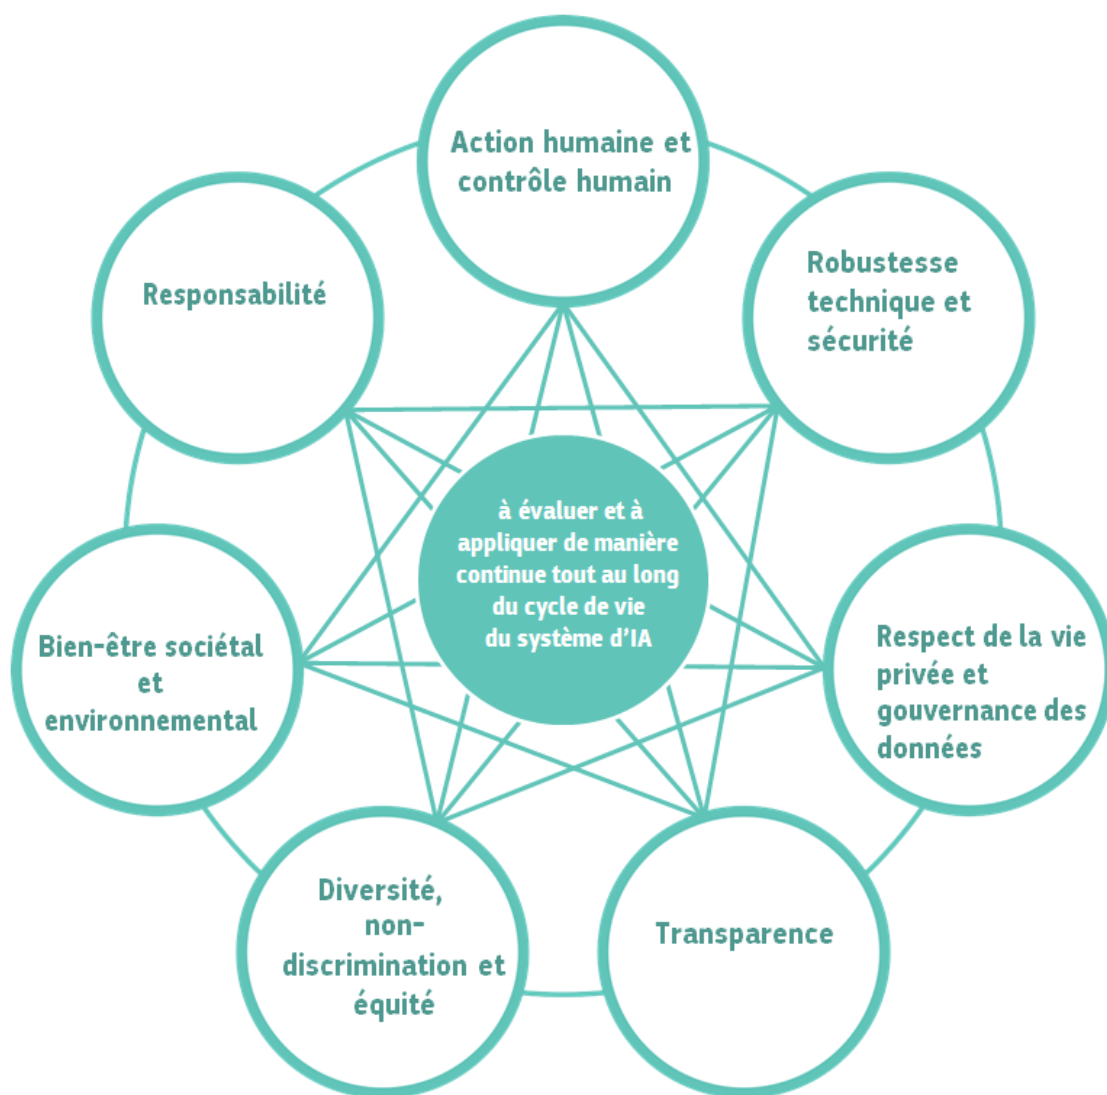 Action humaine et
contrôle humain
Robustesse
technique et
sécurité
Responsabilité
à évaluer et à
appliquer de manière
continue tout au long
du cycle de vie
du système d'IA
Respect de la vie
privée et
gouvernance des
données
Bien-être sociétal
et
environnemental
Transparence
Diversité,
non-
discrimination et
équité